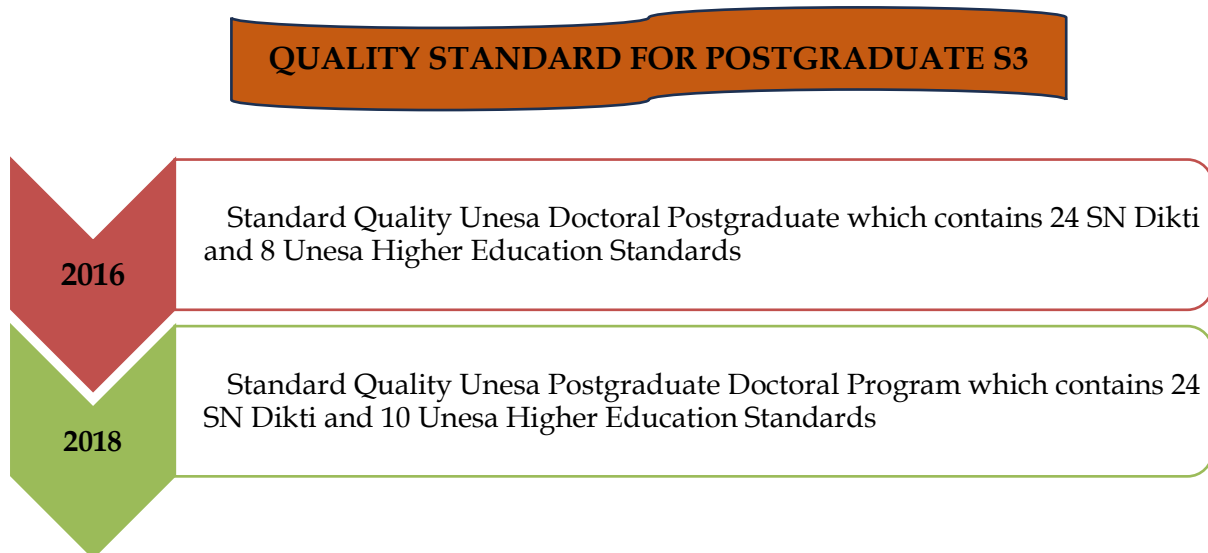 QUALITY STANDARD FOR POSTGRADUATE S3
2016
Standard Quality Unesa Doctoral Postgraduate which contains 24 SN Dikti
and 8 Unesa Higher Education Standards
2018
Standard Quality Unesa Postgraduate Doctoral Program which contains 24
SN Dikti and 10 Unesa Higher Education Standards